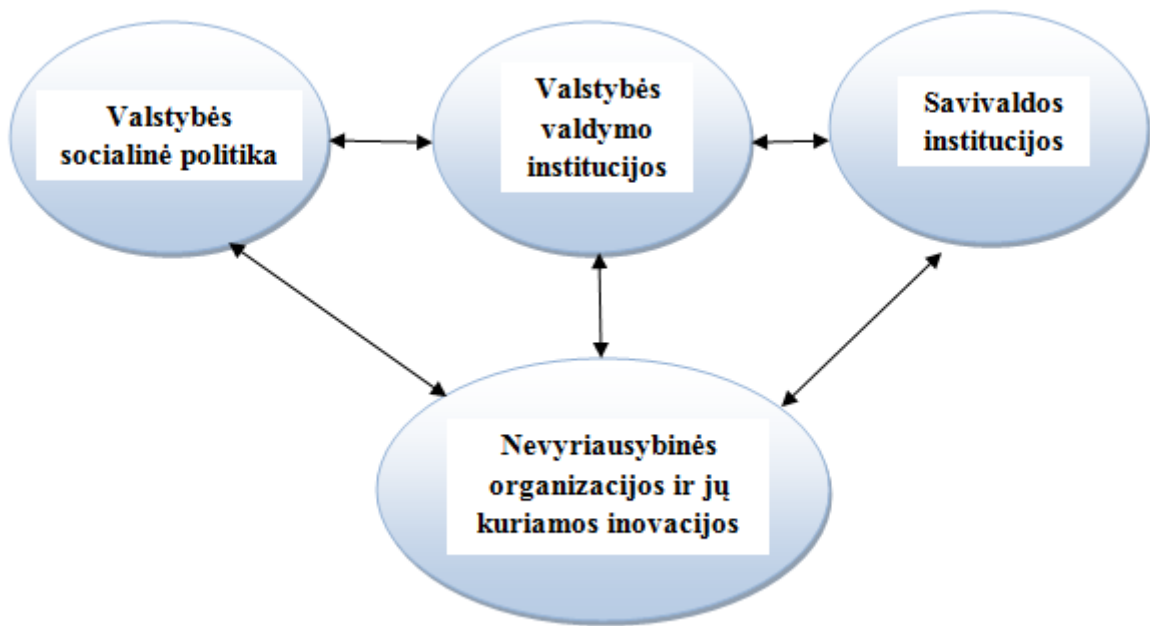 Valstybės
socialinė politika
Valstybės
valdymo
institucijos
Savivaldos
institucijos
Nevyriausybinės
organizacijos ir jų
kuriamos inovacijos